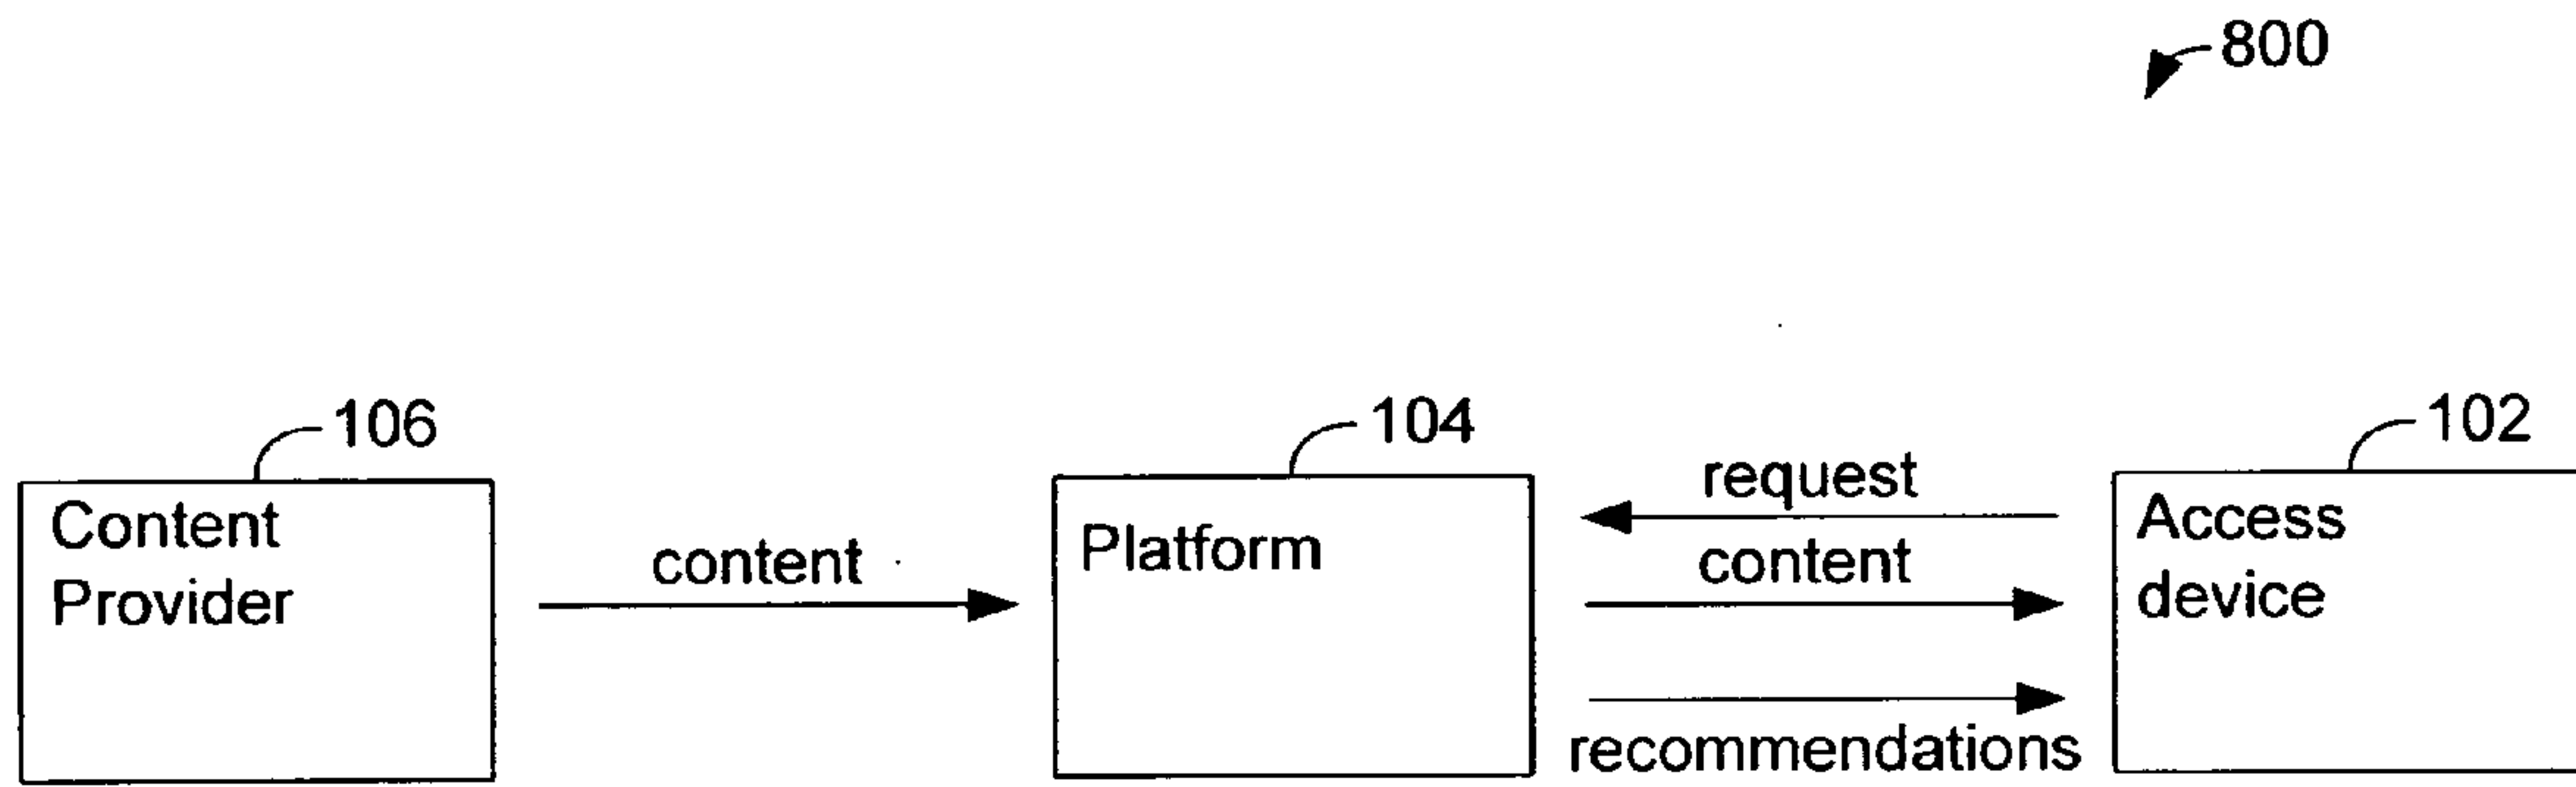 800
106
104
102
Content
Provider
content
Platform
request
content
recommendations
Access
device